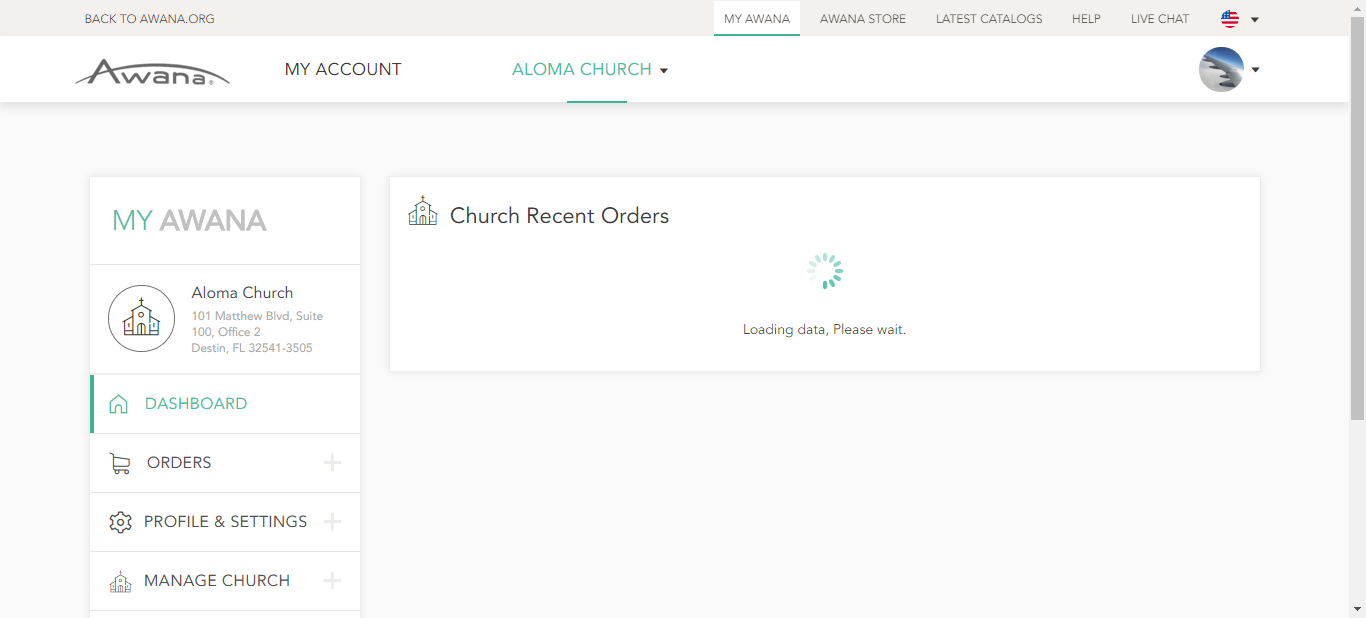 BACK TO AWANA.ORG
MY AWANA
AWANA STORE
LATEST CATALOGS
HELP
LIVE CHAT
Awana®
MY ACCOUNT
ALOMA CHURCH
MY AWANA
Church Recent Orders
Loading data, Please wait.
Aloma Church
101 Matthew Blvd, Suite
100, Office 2
Destin, FL 32541-3505
DASHBOARD
ORDERS
PROFILE & SETTINGS
MANAGE CHURCH